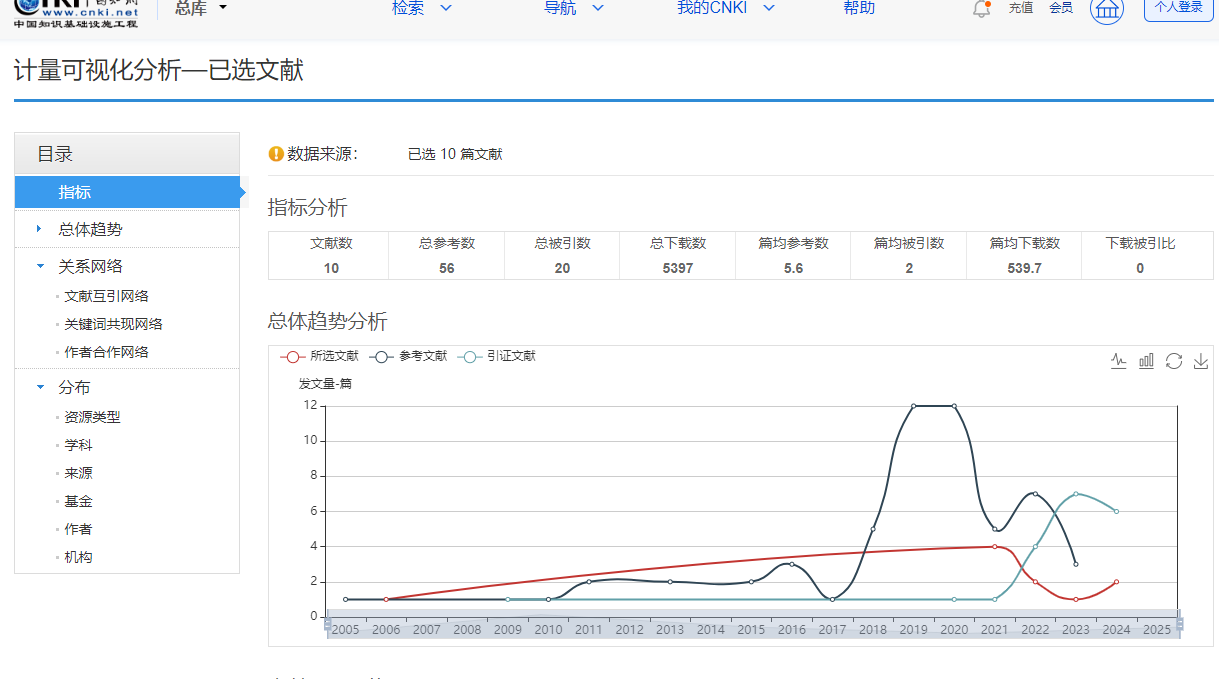 总库 检索 导航 我的CNKI 帮助 充值 会员 个人登录
www.cnki.net
中国知识基础设施工程
计量可视化分析—已选文献
目录
指标
总体趋势
关系网络
文献互引网络
关键词共现网络
作者合作网络
分布
资源类型
学科
来源
基金
作者
机构
数据来源： 已选 10 篇文献
指标分析
文献数 总参考数 总被引数 总下载数 篇均参考数 篇均被引数 篇均下载数 下载被引比
10 56 20 5397 5.6 2 539.7 0
总体趋势分析
所选文献 参考文献 引证文献
发文量-篇
12
10
8
6
4
2
0
2005 2006 2007 2008 2009 2010 2011 2012 2013 2014 2015 2016 2017 2018 2019 2020 2021 2022 2023 2024 2025